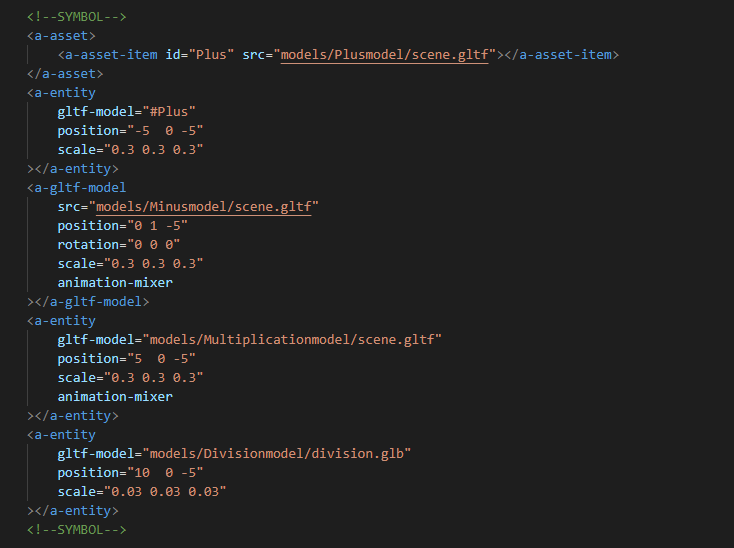 <!--SYMBOL-->
<a-asset>
    <a-asset-item id="Plus" src="models/Plusmodel/scene.gltf"></a-asset-item>
</a-asset>
<a-entity
    gltf-model="#Plus"
    position="-5  0 -5"
    scale="0.3 0.3 0.3"
></a-entity>
<a-gltf-model
    src="models/Minusmodel/scene.gltf"
    position="0 1 -5"
    rotation="0 0 0"
    scale="0.3 0.3 0.3"
    animation-mixer
></a-gltf-model>
<a-entity
    gltf-model="models/Multiplicationmodel/scene.gltf"
    position="5  0 -5"
    scale="0.3 0.3 0.3"
    animation-mixer
></a-entity>
<a-entity
    gltf-model="models/Divisionmodel/division.glb"
    position="10  0 -5"
    scale="0.03 0.03 0.03"
></a-entity>
<!--SYMBOL-->